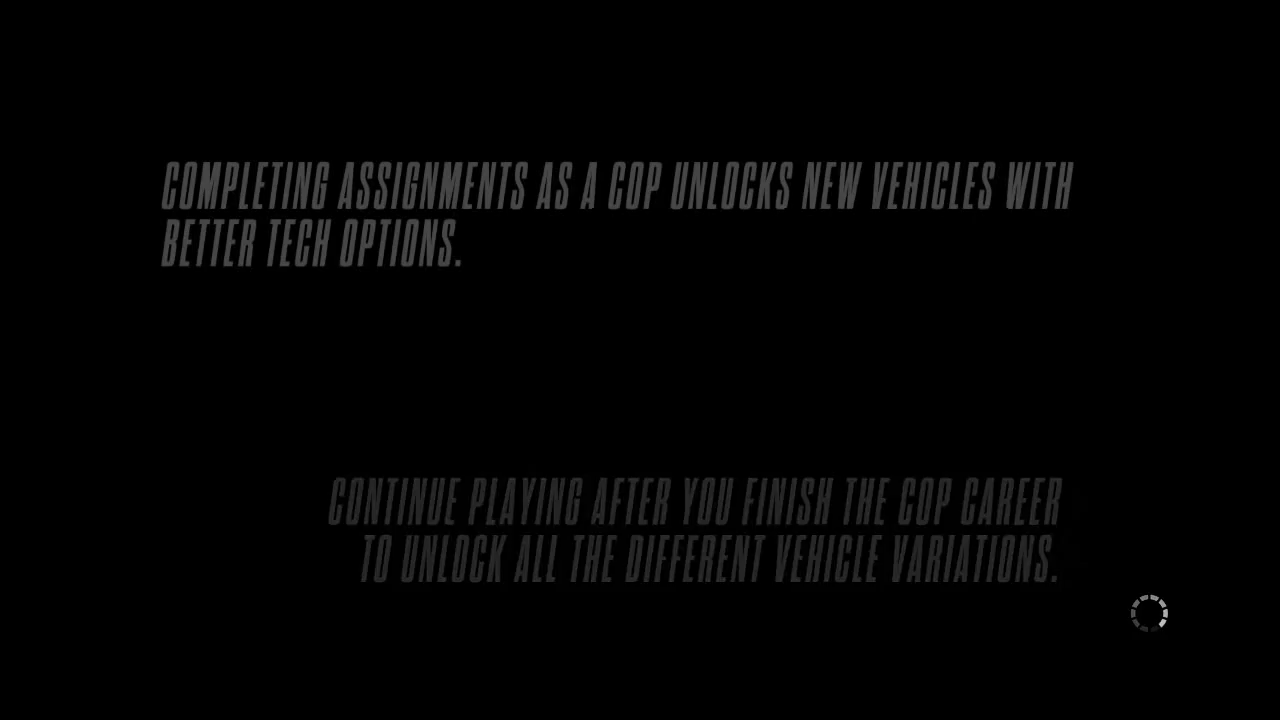 COMPLETING ASSIGNMENTS AS A COP UNLOCKS NEW VEHICLES WITH
BETTER TECH OPTIONS.
CONTINUE PLAYING AFTER YOU FINISH THE COP CAREER
TO UNLOCK ALL THE DIFFERENT VEHICLE VARIATIONS.